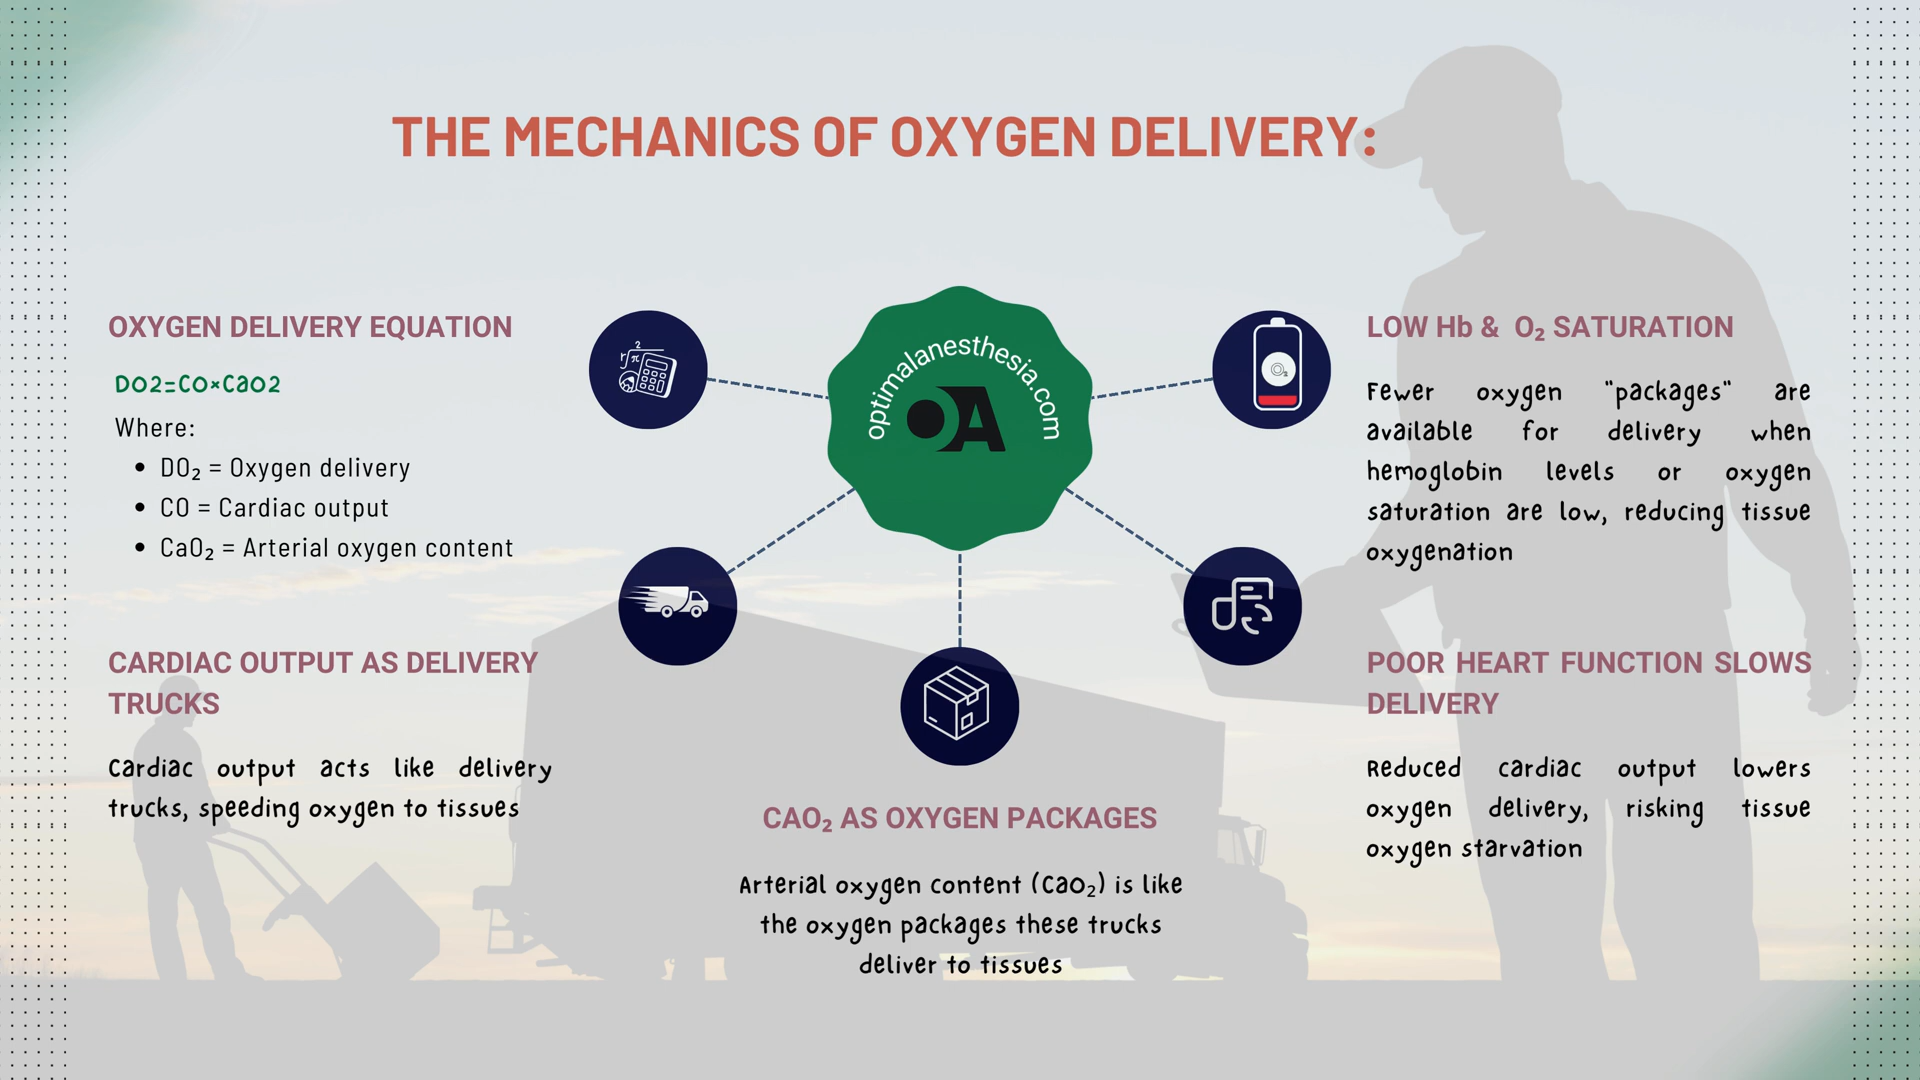 THE MECHANICS OF OXYGEN DELIVERY:
OXYGEN DELIVERY EQUATION
DO2=CO×CaO2
Where:
• DO₂ = Oxygen delivery
• CO = Cardiac output
• CaO₂ = Arterial oxygen content
CARDIAC OUTPUT AS DELIVERY
TRUCKS
Cardiac output acts like delivery
trucks, speeding oxygen to tissues
optimalanesthesia.com
OA
CAO₂ AS OXYGEN PACKAGES
Arterial oxygen content (CaO₂) is like
the oxygen packages these trucks
deliver to tissues
O₂
LOW Hb & O₂ SATURATION
Fewer oxygen "packages" are
available for delivery when
hemoglobin levels or oxygen
saturation are low, reducing tissue
oxygenation
POOR HEART FUNCTION SLOWS
DELIVERY
Reduced cardiac output lowers
oxygen delivery, risking tissue
oxygen starvation